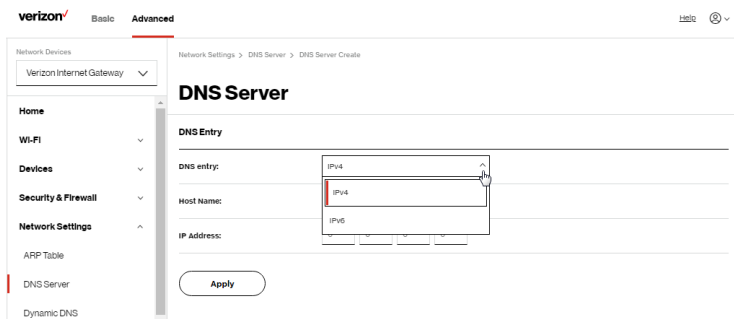 verizon✓ Basic Advanced Help
Network Devices
Verizon Internet Gateway
Home
Wi-Fi
Devices
Security & Firewall
Network Settings
ARP Table
DNS Server
Dynamic DNS
Network Settings > DNS Server > DNS Server Create
DNS Server
DNS Entry
DNS entry: IPv4
IPv4
IPv6
Host Name:
IP Address:
Apply